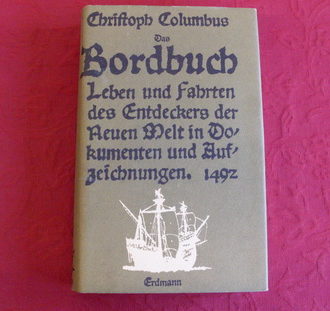 Christoph Columbus
Das
Bordbuch
Leben und Fahrten
des Entdeckers der
Neuen Welt in Do-
kumenten und Auf-
zeichnungen. 1492
Erdmann